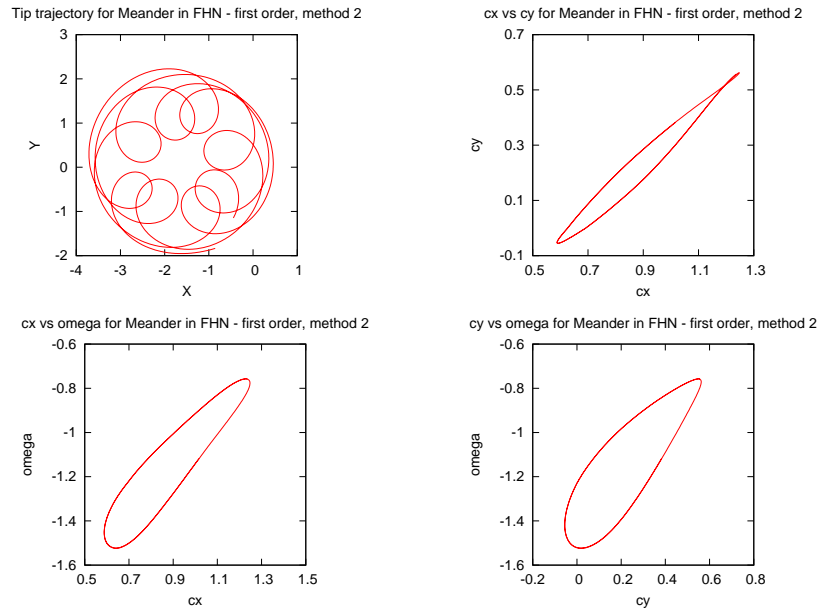 Tip trajectory for Meander in FHN - first order, method 2
3
2
1
0
-1
-2
Y
-4 -3 -2 -1 0 1
X
cx vs cy for Meander in FHN - first order, method 2
0.7
0.5
0.3
0.1
-0.1
cy
0.5 0.7 0.9 1.1 1.3
cx
cx vs omega for Meander in FHN - first order, method 2
-0.6
-0.8
-1
-1.2
-1.4
-1.6
omega
0.5 0.7 0.9 1.1 1.3 1.5
cx
cy vs omega for Meander in FHN - first order, method 2
-0.6
-0.8
-1
-1.2
-1.4
-1.6
omega
-0.2 0 0.2 0.4 0.6 0.8
cy